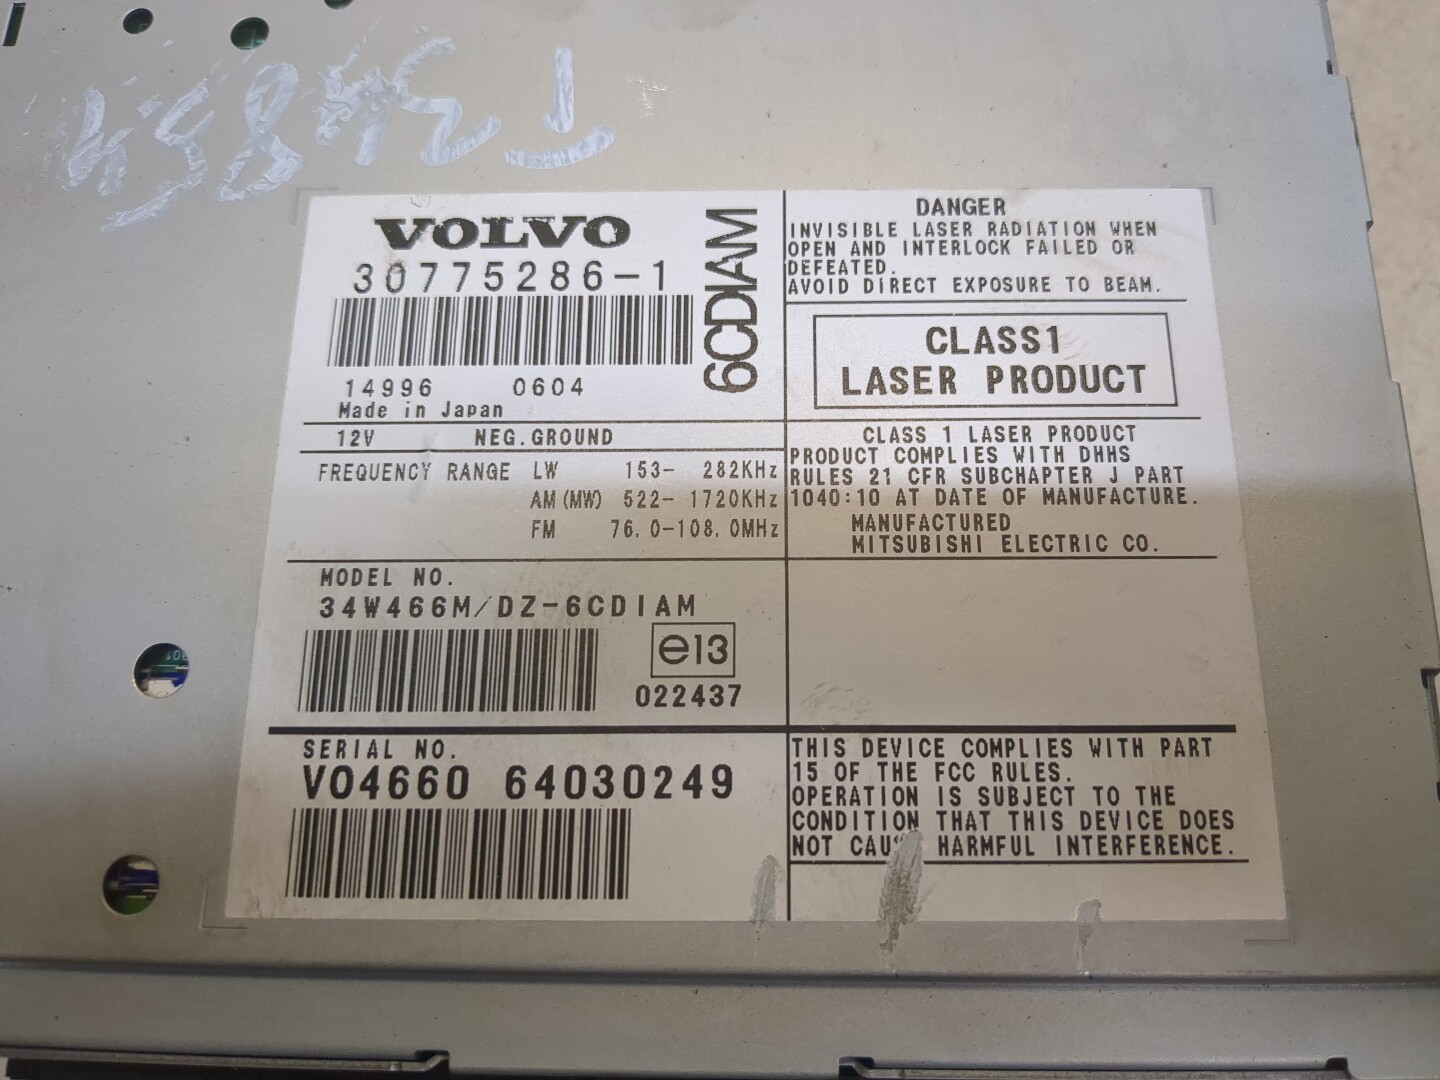 VOLVO
30775286-1
14996 0604
Made in Japan
6CDIAM
12V NEG. GROUND
FREQUENCY RANGE LW 153- 282KHz
AM(MW) 522- 1720KHz
FM 76.0-108.0MHz
MODEL NO.
34W466M/DZ-6CDIAM
e13
022437
SERIAL NO.
VO4660 64030249
DANGER
INVISIBLE LASER RADIATION WHEN
OPEN AND INTERLOCK FAILED OR
DEFEATED.
AVOID DIRECT EXPOSURE TO BEAM.
CLASS1
LASER PRODUCT
CLASS 1 LASER PRODUCT
PRODUCT COMPLIES WITH DHHS
RULES 21 CFR SUBCHAPTER J PART
1040:10 AT DATE OF MANUFACTURE.
MANUFACTURED
MITSUBISHI ELECTRIC CO.
THIS DEVICE COMPLIES WITH PART
15 OF THE FCC RULES.
OPERATION IS SUBJECT TO THE
CONDITION THAT THIS DEVICE DOES
NOT CAUSE HARMFUL INTERFERENCE.